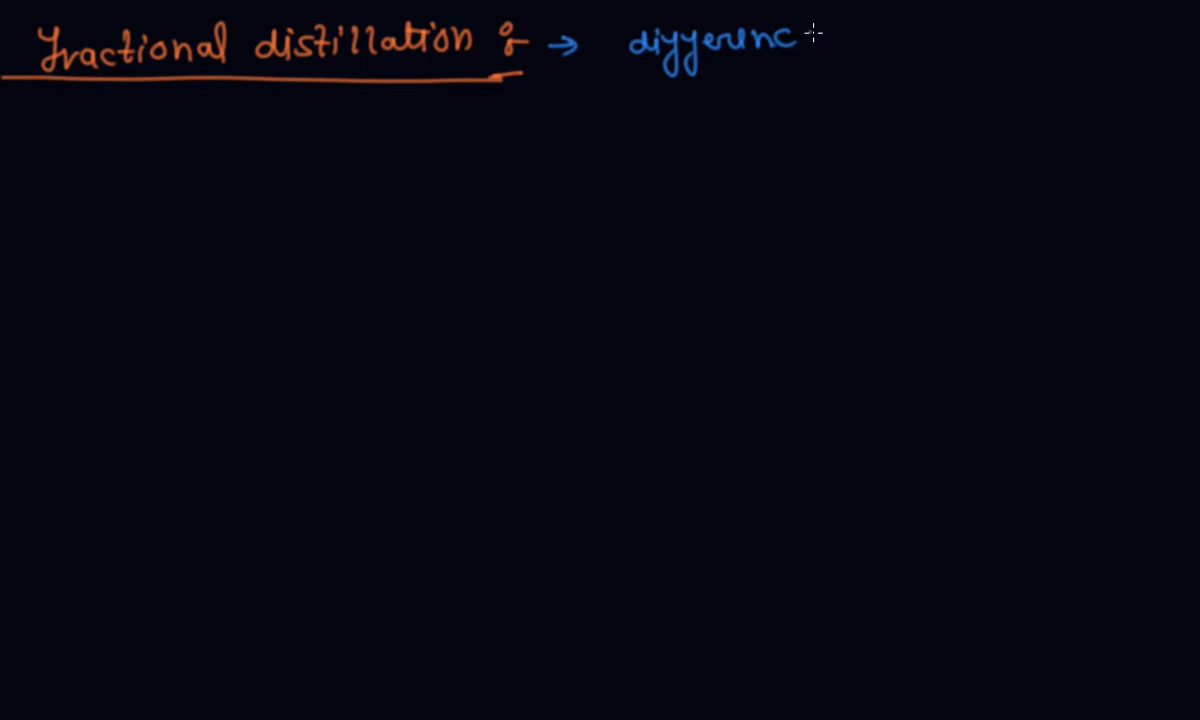 Fractional distillation :- → differenc